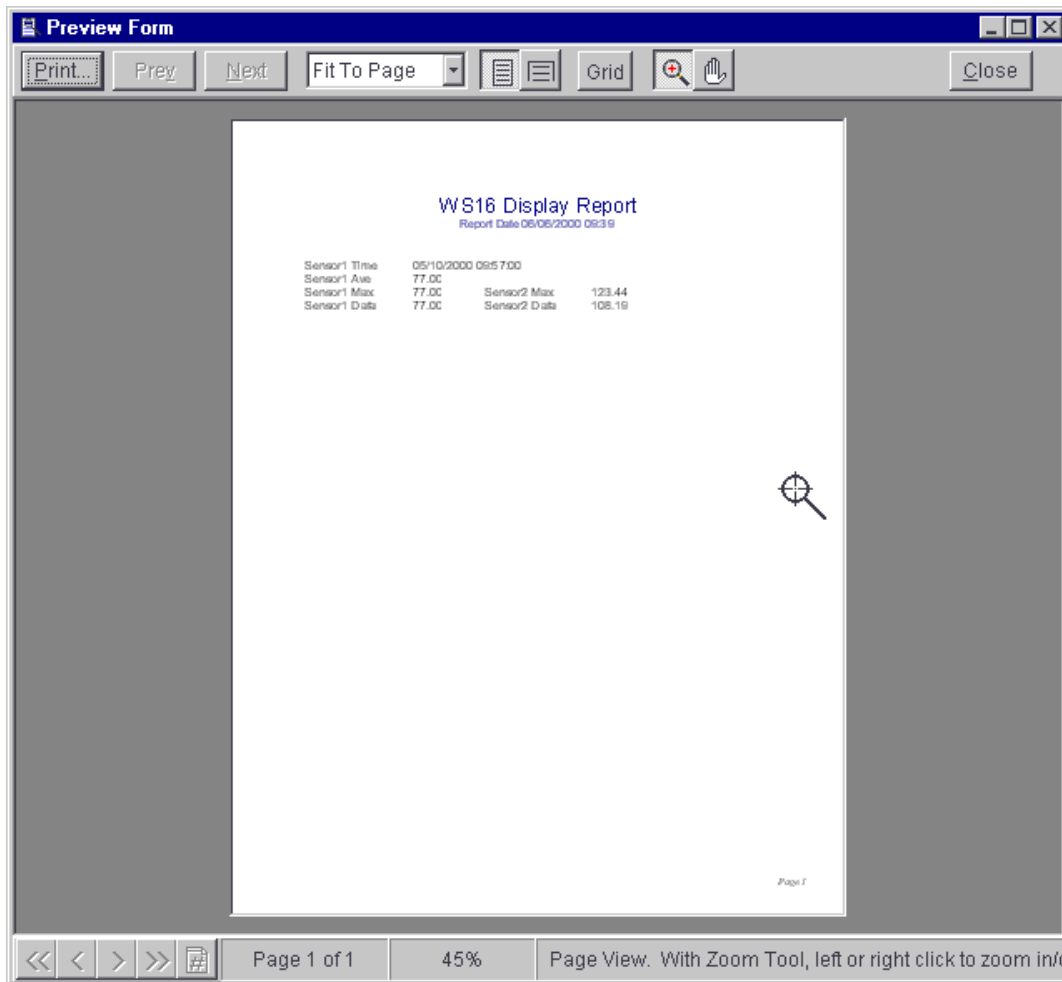 Preview Form
Print... Prev Next Fit To Page Grid Close
WS16 Display Report
Report Date 06/06/2000 09:39
Sensor1 Time 05/10/2000 09:57:00
Sensor1 Ave 77.00
Sensor1 Max 77.00 Sensor2 Max 123.44
Sensor1 Data 77.00 Sensor2 Data 108.19
Page 1
Page 1 of 1 45% Page View. With Zoom Tool, left or right click to zoom in/